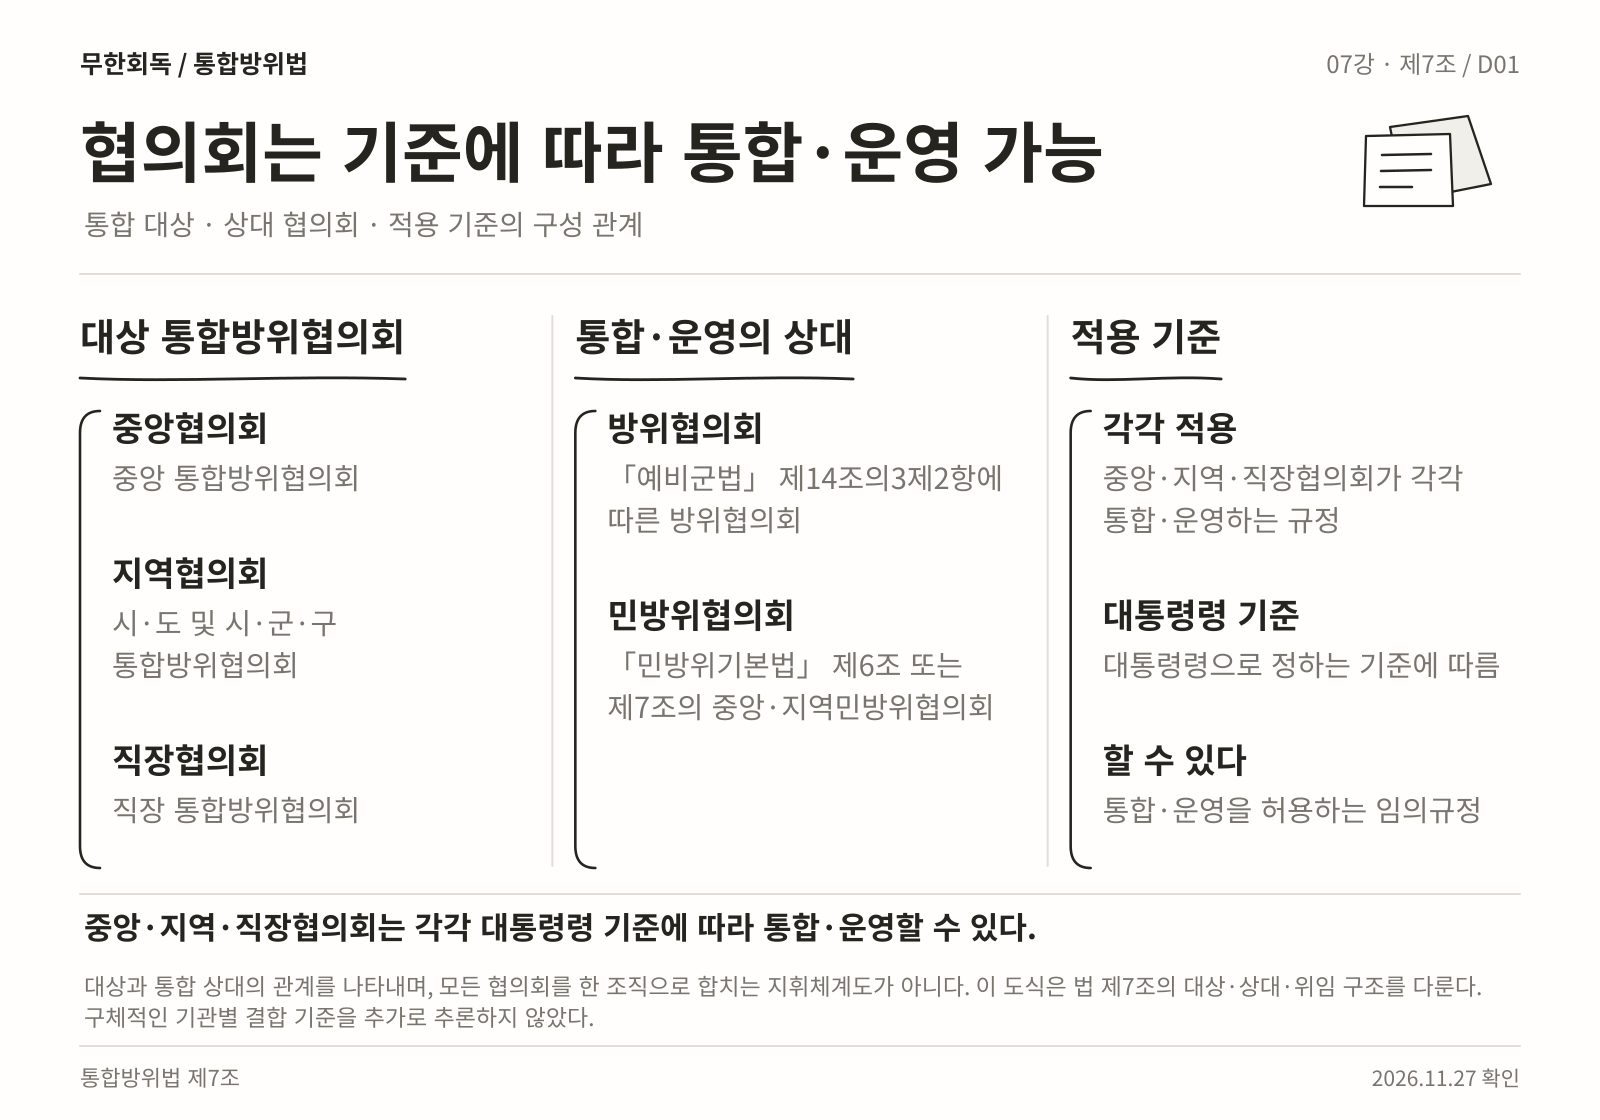 무한회독 / 통합방위법
07강 · 제7조 / D01
협의회는 기준에 따라 통합·운영 가능
통합 대상 · 상대 협의회 · 적용 기준의 구성 관계
대상 통합방위협의회
중앙협의회
중앙 통합방위협의회
지역협의회
시·도 및 시·군·구
통합방위협의회
직장협의회
직장 통합방위협의회
통합·운영의 상대
방위협의회
「예비군법」 제14조의3제2항에
따른 방위협의회
민방위협의회
「민방위기본법」 제6조 또는
제7조의 중앙·지역민방위협의회
적용 기준
각각 적용
중앙·지역·직장협의회가 각각
통합·운영하는 규정
대통령령 기준
대통령령으로 정하는 기준에 따름
할 수 있다
통합·운영을 허용하는 임의규정
중앙·지역·직장협의회는 각각 대통령령 기준에 따라 통합·운영할 수 있다.
대상과 통합 상대의 관계를 나타내며, 모든 협의회를 한 조직으로 합치는 지휘체계도가 아니다. 이 도식은 법 제7조의 대상·상대·위임 구조를 다룬다.
구체적인 기관별 결합 기준을 추가로 추론하지 않았다.
통합방위법 제7조
2026.11.27 확인